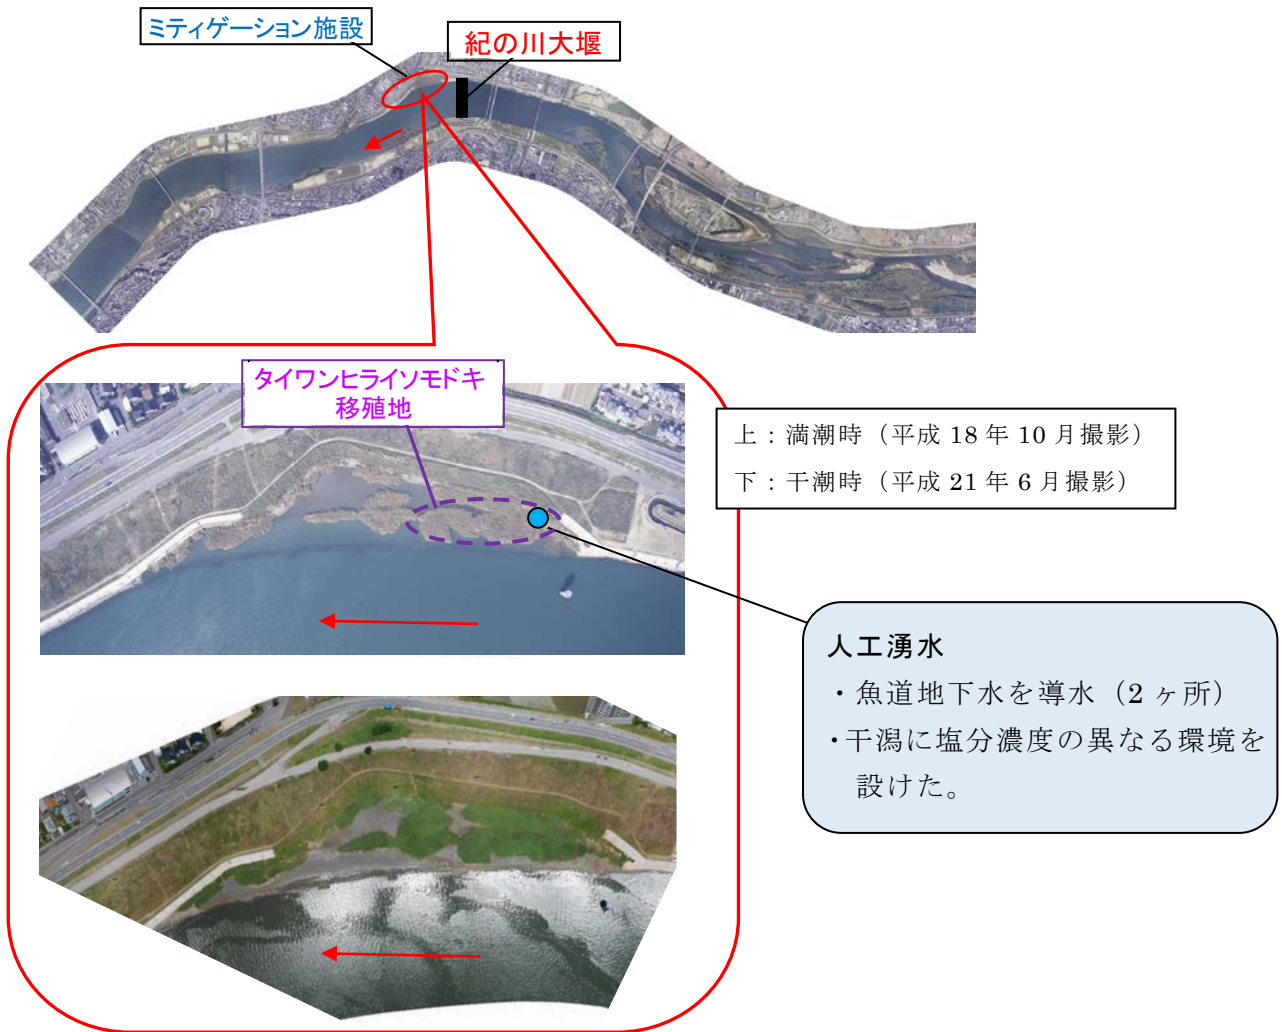 ミティゲーション施設
紀の川大堰
タイワンヒライソモドキ
移殖地
上：満潮時（平成 18 年 10 月撮影）
下：干潮時（平成 21 年 6 月撮影）
人工湧水
・魚道地下水を導水（2 ヶ所）
・干潟に塩分濃度の異なる環境を
設けた。